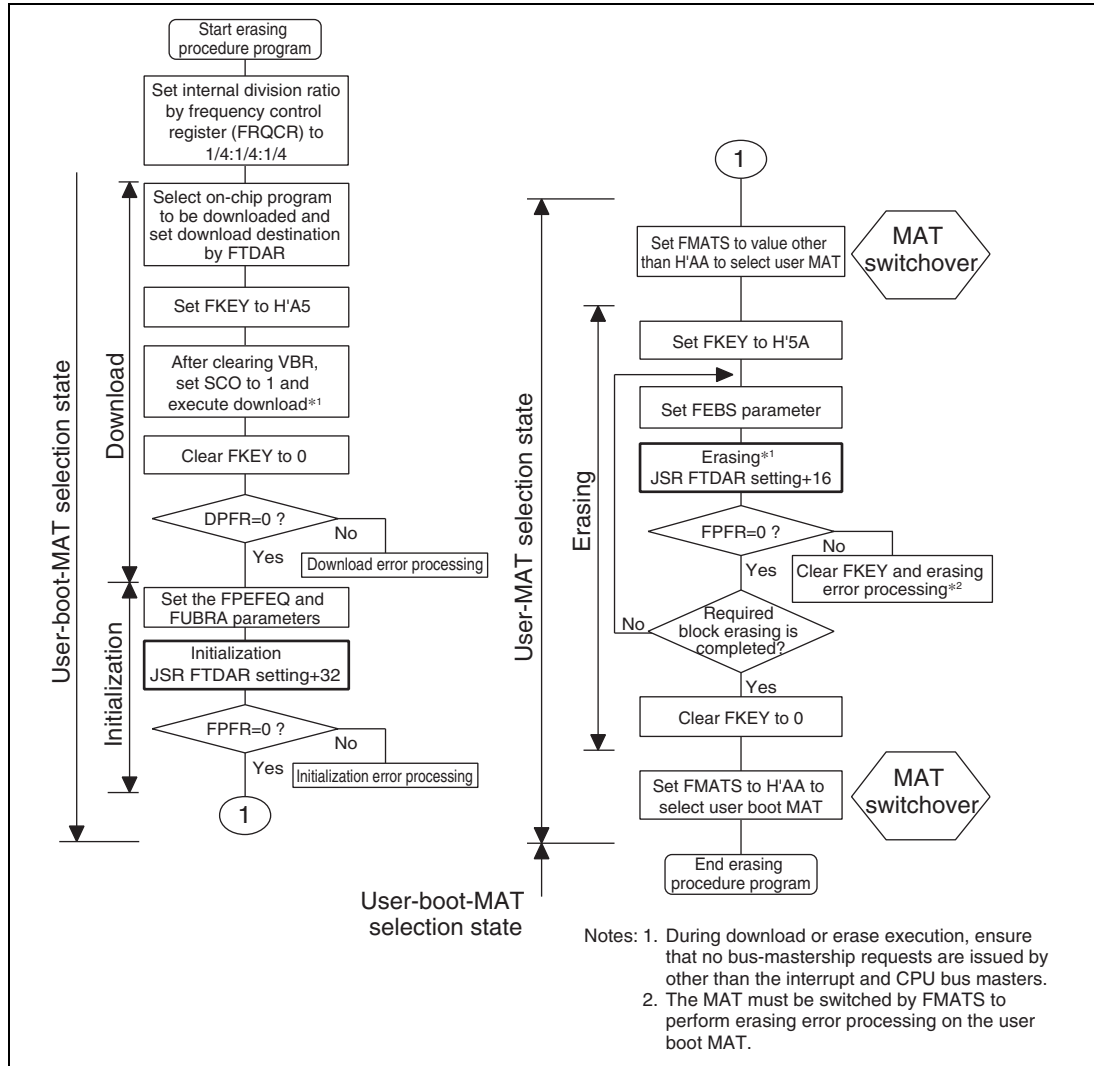 Start erasing
procedure program
Set internal division ratio
by frequency control
register (FRQCR) to
1/4:1/4:1/4
Select on-chip program
to be downloaded and
set download destination
by FTDAR
Set FKEY to H'A5
After clearing VBR,
set SCO to 1 and
execute download*1
Clear FKEY to 0
DPFR=0 ?
No
Yes
Download error processing
Set the FPEFEQ and
FUBRA parameters
Initialization
JSR FTDAR setting+32
FPFR=0 ?
No
Yes
Initialization error processing
1
User-boot-MAT selection state
Download
Initialization
1
Set FMATS to value other
than H'AA to select user MAT
MAT
switchover
Set FKEY to H'5A
Set FEBS parameter
Erasing*1
JSR FTDAR setting+16
FPFR=0 ?
No
Yes
Clear FKEY and erasing
error processing*2
Required
block erasing is
completed?
No
Yes
Clear FKEY to 0
Set FMATS to H'AA to
select user boot MAT
MAT
switchover
End erasing
procedure program
User-MAT selection state
Erasing
User-boot-MAT
selection state
Notes: 1. During download or erase execution, ensure
that no bus-mastership requests are issued by
other than the interrupt and CPU bus masters.
2. The MAT must be switched by FMATS to
perform erasing error processing on the user
boot MAT.